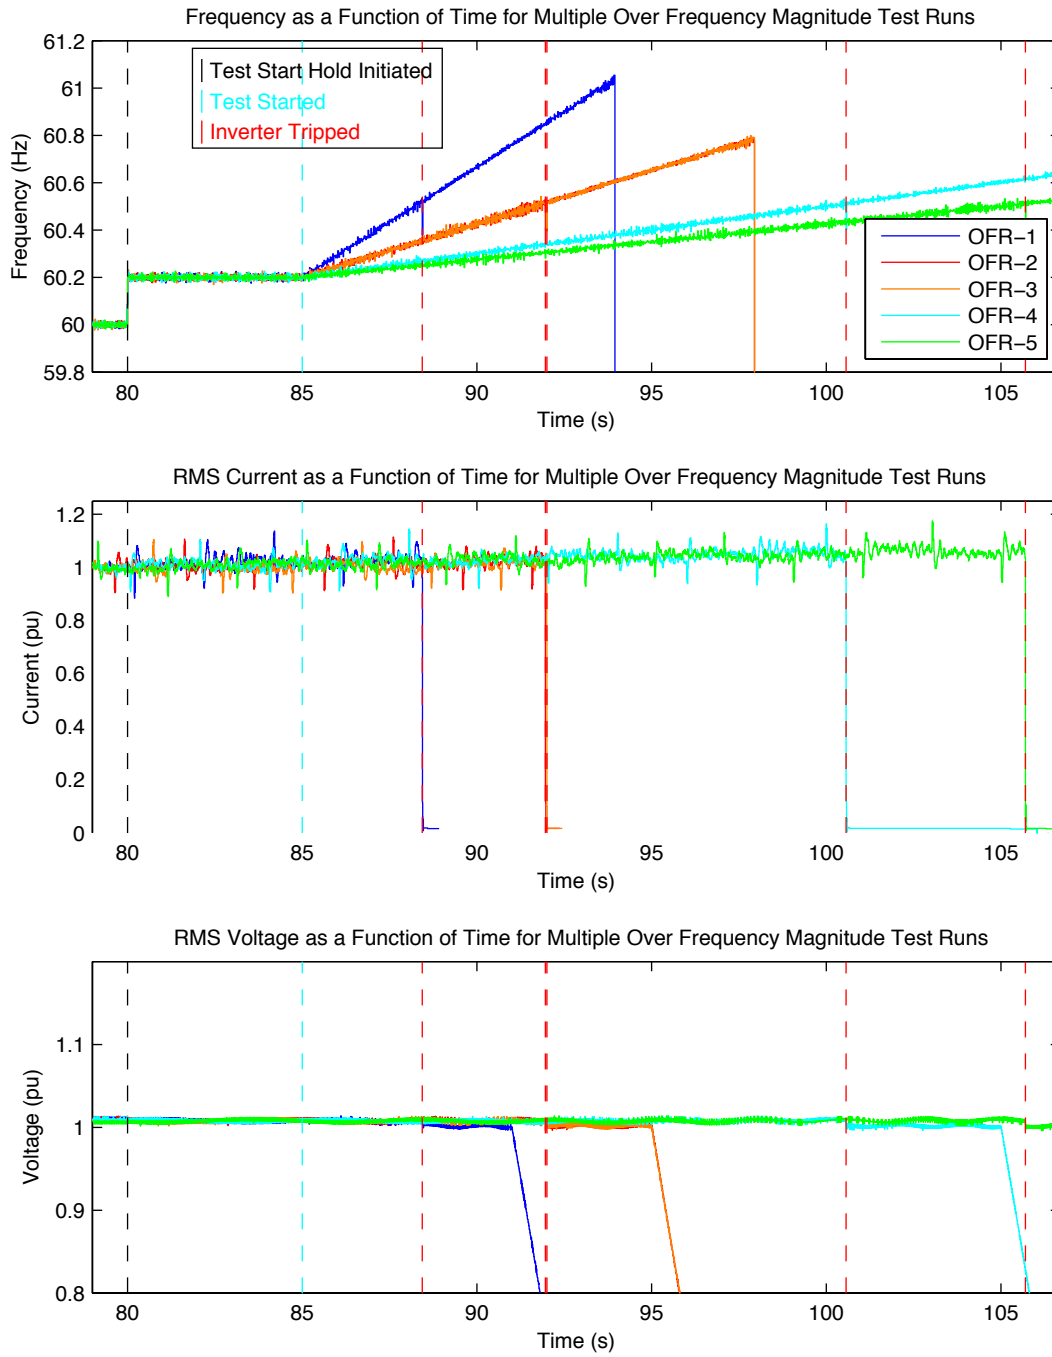 Frequency as a Function of Time for Multiple Over Frequency Magnitude Test Runs
61.2
61
60.8
60.6
60.4
60.2
60
59.8
Frequency (Hz)
Test Start Hold Initiated
Test Started
Inverter Tripped
OFR−1
OFR−2
OFR−3
OFR−4
OFR−5
80 85 90 95 100 105
Time (s)
RMS Current as a Function of Time for Multiple Over Frequency Magnitude Test Runs
1.2
1
0.8
0.6
0.4
0.2
0
Current (pu)
80 85 90 95 100 105
Time (s)
RMS Voltage as a Function of Time for Multiple Over Frequency Magnitude Test Runs
1.1
1
0.9
0.8
Voltage (pu)
80 85 90 95 100 105
Time (s)